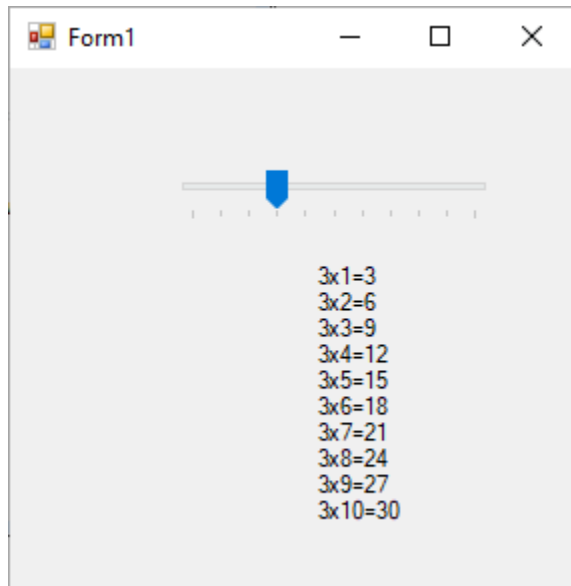 Form1
3x1=3
3x2=6
3x3=9
3x4=12
3x5=15
3x6=18
3x7=21
3x8=24
3x9=27
3x10=30